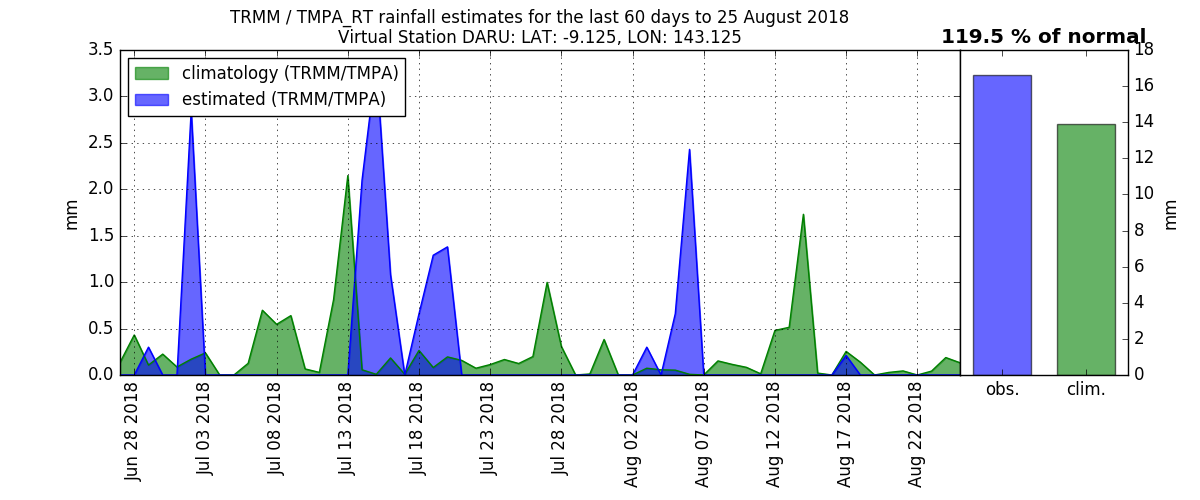 TRMM / TMPA_RT rainfall estimates for the last 60 days to 25 August 2018
Virtual Station DARU: LAT: -9.125, LON: 143.125
119.5 % of normal
climatology (TRMM/TMPA)
estimated (TRMM/TMPA)
3.5
3.0
2.5
2.0
1.5
1.0
0.5
0.0
mm
Jun 28 2018
Jul 03 2018
Jul 08 2018
Jul 13 2018
Jul 18 2018
Jul 23 2018
Jul 28 2018
Aug 02 2018
Aug 07 2018
Aug 12 2018
Aug 17 2018
Aug 22 2018
18
16
14
12
10
8
6
4
2
0
mm
obs.
clim.